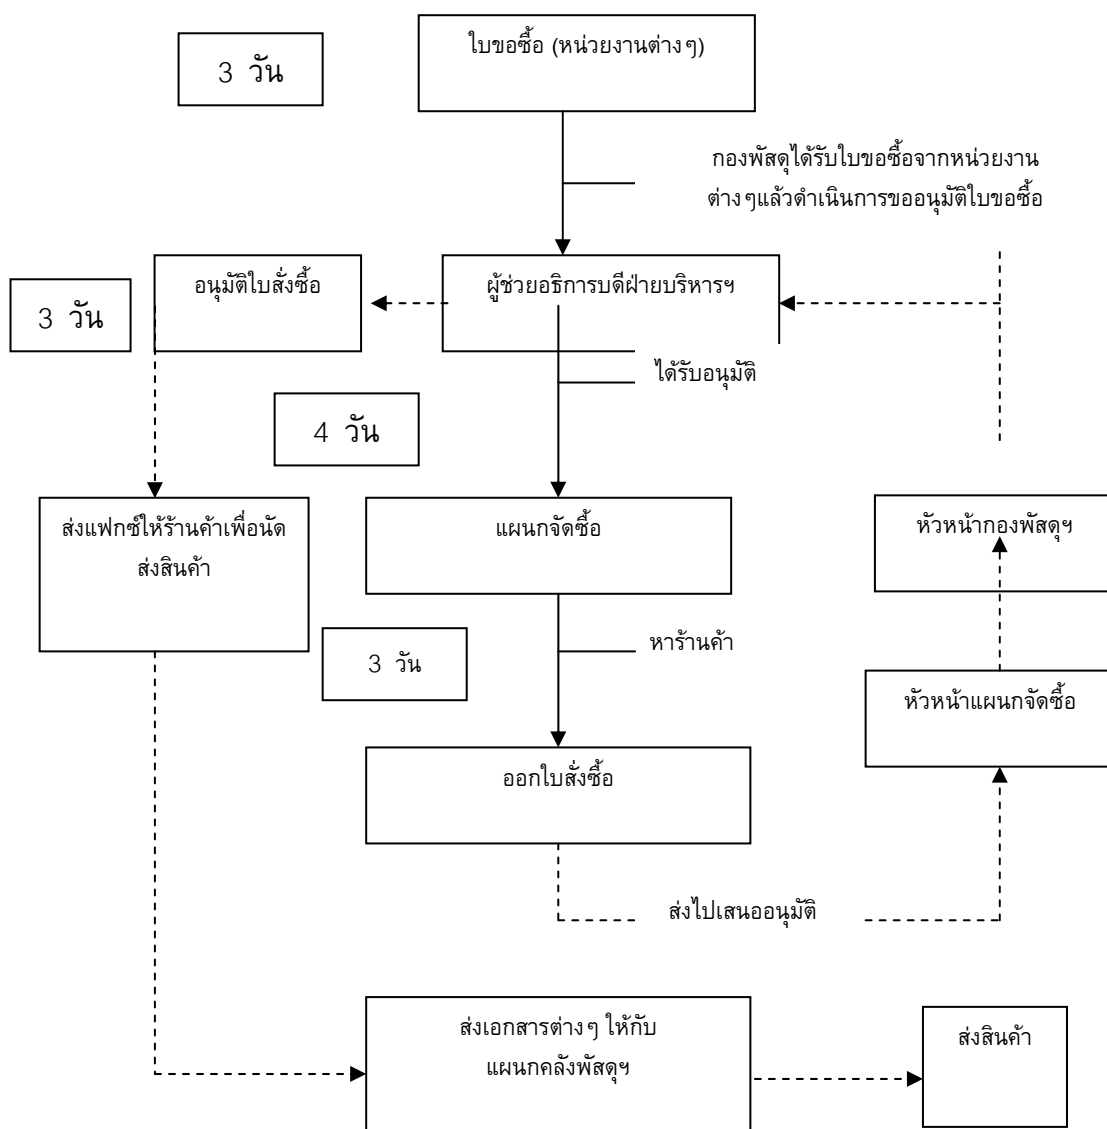 ใบขอซื้อ (หน่วยงานต่างๆ)
3 วัน
กองพัสดุได้รับใบขอซื้อจากหน่วยงาน
ต่างๆแล้วดำเนินการขออนุมัติใบขอซื้อ
อนุมัติใบสั่งซื้อ
ผู้ช่วยอธิการบดีฝ่ายบริหารฯ
3 วัน
ได้รับอนุมัติ
4 วัน
ส่งแฟกซ์ให้ร้านค้าเพื่อนัด
ส่งสินค้า
แผนกจัดซื้อ
หัวหน้ากองพัสดุฯ
3 วัน
หาร้านค้า
หัวหน้าแผนกจัดซื้อ
ออกใบสั่งซื้อ
ส่งไปเสนออนุมัติ
ส่งเอกสารต่างๆ ให้กับ
แผนกคลังพัสดุฯ
ส่งสินค้า